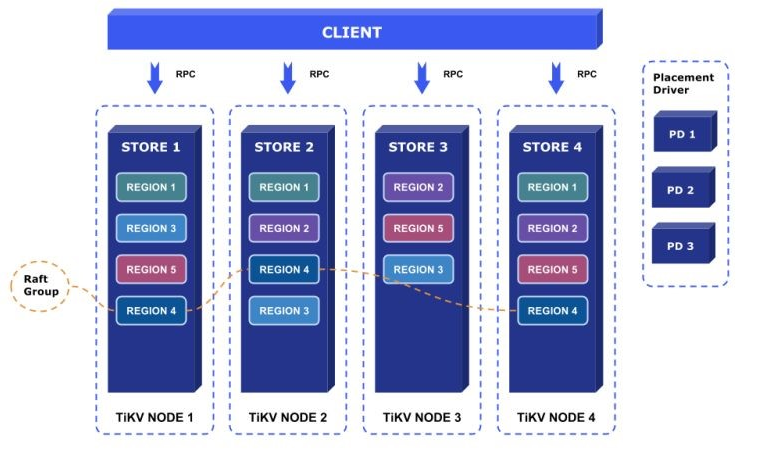 CLIENT
RPC
RPC
RPC
RPC
Placement
Driver
PD 1
PD 2
PD 3
STORE 1
REGION 1
REGION 3
REGION 5
REGION 4
TiKV NODE 1
STORE 2
REGION 1
REGION 2
REGION 4
REGION 3
TiKV NODE 2
STORE 3
REGION 2
REGION 5
REGION 3
TiKV NODE 3
STORE 4
REGION 1
REGION 2
REGION 5
REGION 4
TiKV NODE 4
Raft
Group